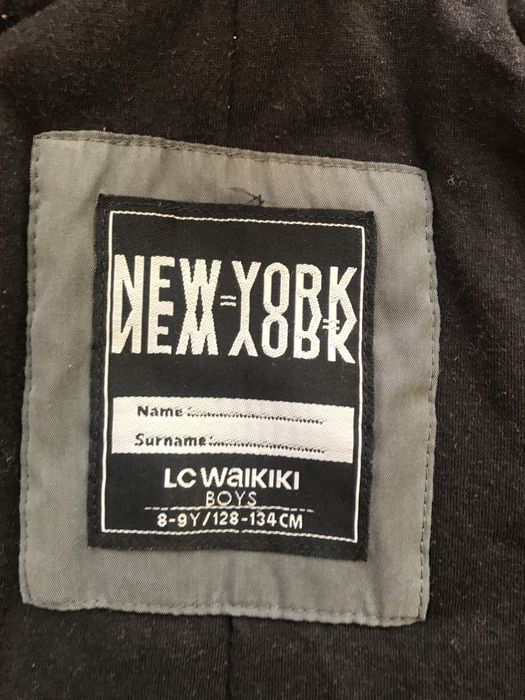 NEW YORK
NEW YORK
Name:
Surname:
LC WAIKIKI
BOYS
8-9Y/128-134CM